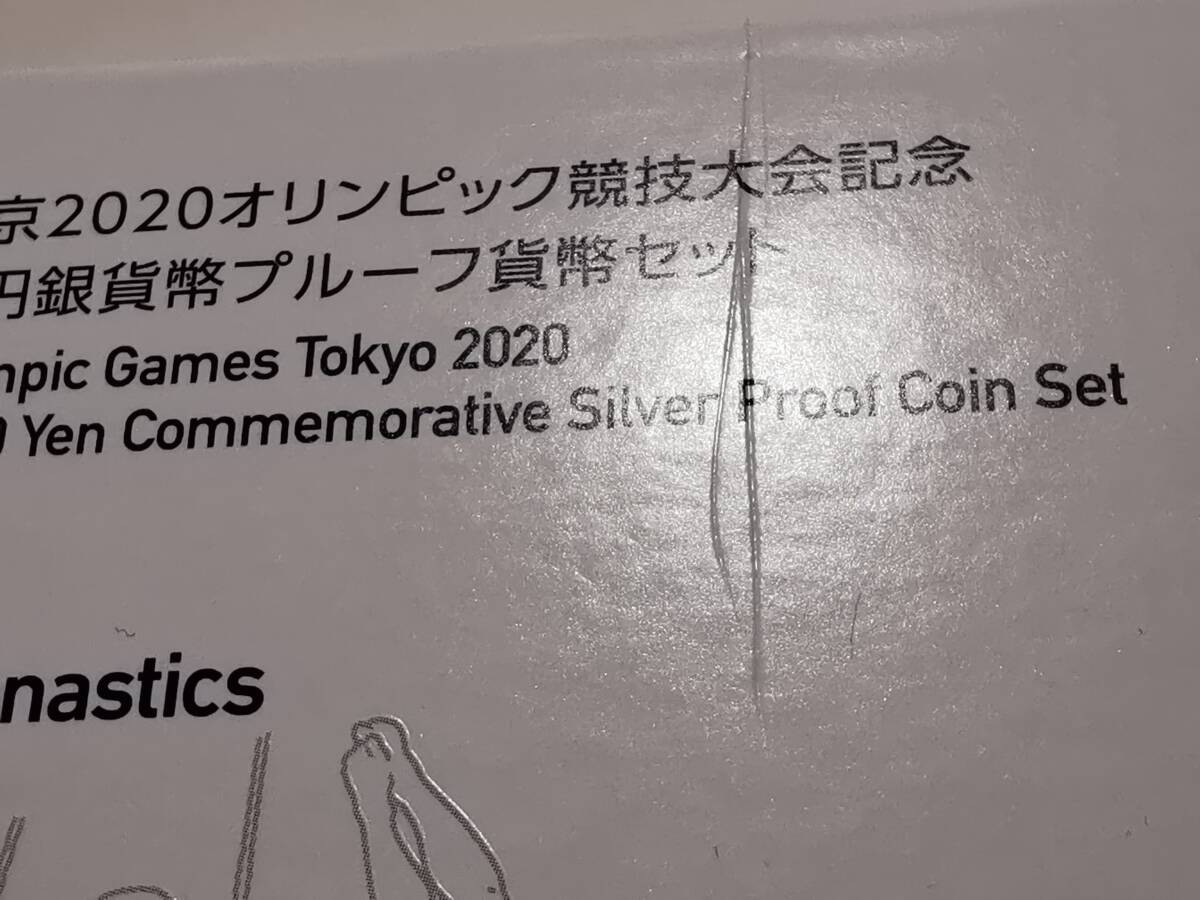 京2020オリンピック競技大会記念
円銀貨幣プルーフ貨幣セット
mpic Games Tokyo 2020
0 Yen Commemorative Silver Proof Coin Set
nastics